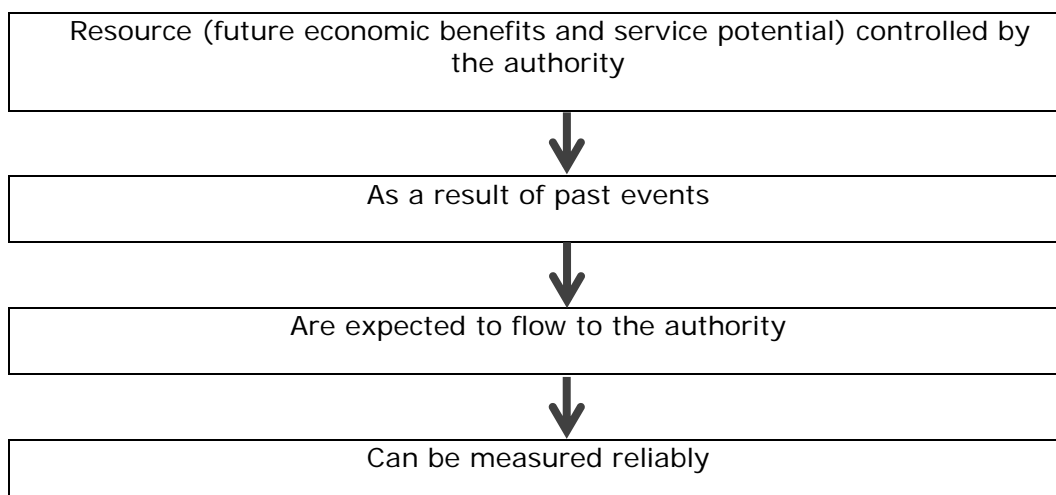 Resource (future economic benefits and service potential) controlled by
the authority
As a result of past events
Are expected to flow to the authority
Can be measured reliably